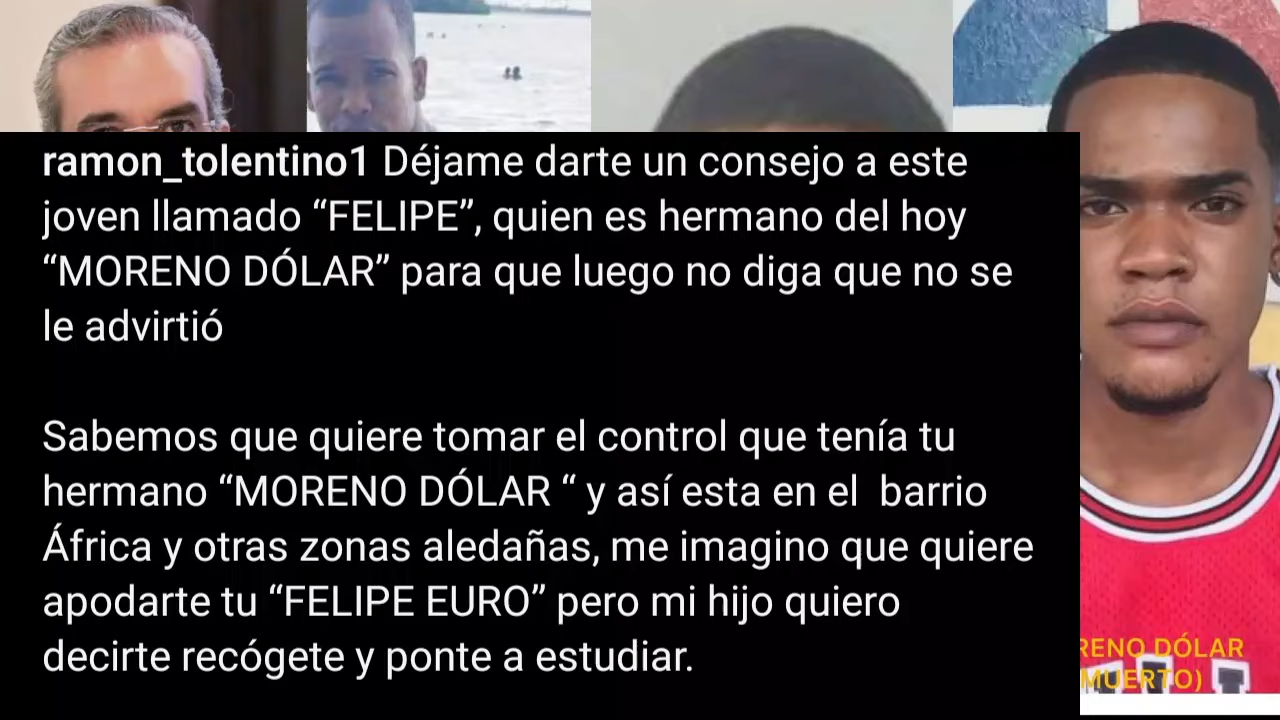 ramon_tolentino1 Déjame darte un consejo a este
joven llamado “FELIPE”, quien es hermano del hoy
“MORENO DÓLAR” para que luego no diga que no se
le advirtió
Sabemos que quiere tomar el control que tenía tu
hermano “MORENO DÓLAR “ y así esta en el  barrio
África y otras zonas aledañas, me imagino que quiere
apodarte tu “FELIPE EURO” pero mi hijo quiero
decirte recógete y ponte a estudiar.
RENO DÓLAR
MUERTO)